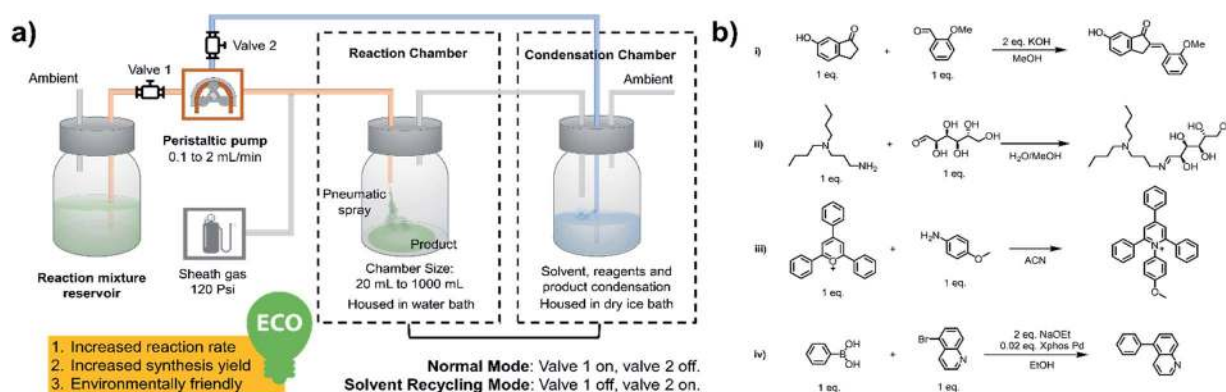 a)
Valve 2
Valve 1
Ambient
Peristaltic pump
0.1 to 2 mL/min
Reaction mixture
reservoir
Sheath gas
120 Psi
Reaction Chamber
Pneumatic
spray
Product
Chamber Size:
20 mL to 1000 mL
Housed in water bath
Condensation Chamber
Ambient
Solvent, reagents and
product condensation
Housed in dry ice bath
ECO
1. Increased reaction rate
2. Increased synthesis yield
3. Environmentally friendly
Normal Mode: Valve 1 on, valve 2 off.
Solvent Recycling Mode: Valve 1 off, valve 2 on.
b)
i)
HO
O
1 eq.
+
O
OMe
1 eq.
2 eq. KOH
MeOH
HO
O
OMe
ii)
N
NH2
1 eq.
+
O
OH
OH
OH
OH
OH
1 eq.
H2O/MeOH
N
N
OH
OH
OH
OH
iii)
O
+
1 eq.
+
H2N
O
1 eq.
ACN
N+
O
iv)
OH
B
OH
1 eq.
+
Br
N
1 eq.
2 eq. NaOEt
0.02 eq. Xphos Pd
EtOH
N